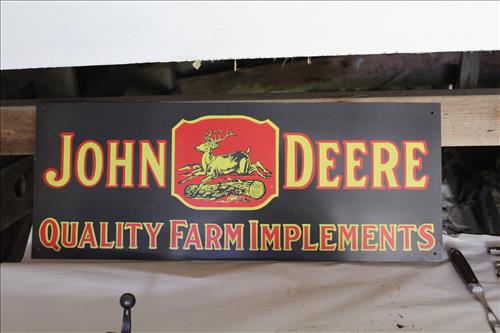 JOHN DEERE
QUALITY FARM IMPLEMENTS